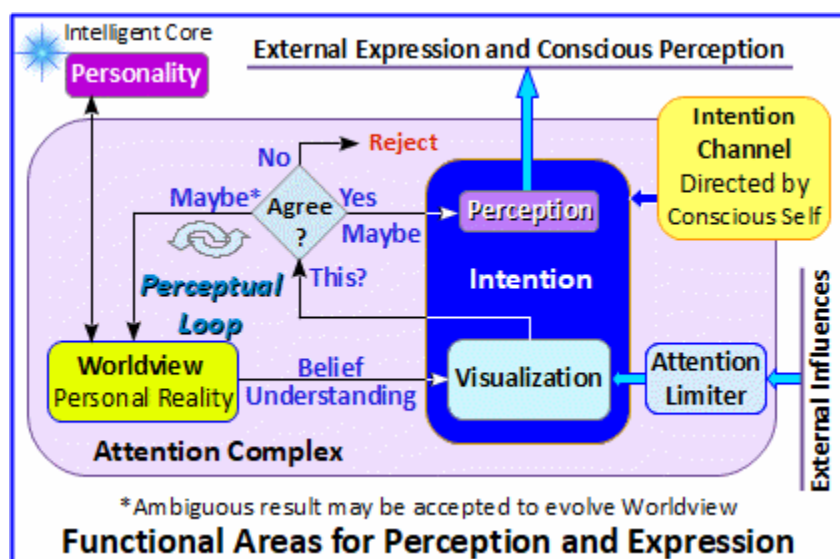 Intelligent Core
Personality
External Expression and Conscious Perception
Intention
Channel
Directed by
Conscious Self
No
Reject
Maybe*
Agree
?
Yes
Maybe
Perception
This?
Intention
Perceptual
Loop
Worldview
Personal Reality
Belief
Understanding
Visualization
Attention
Limiter
External Influences
Attention Complex
*Ambiguous result may be accepted to evolve Worldview
Functional Areas for Perception and Expression